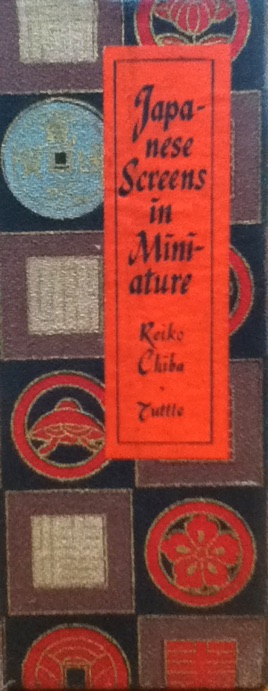 Japa-
nese
Screens
in
Mini-
ature
Reiko
Chiba
·
Tuttle